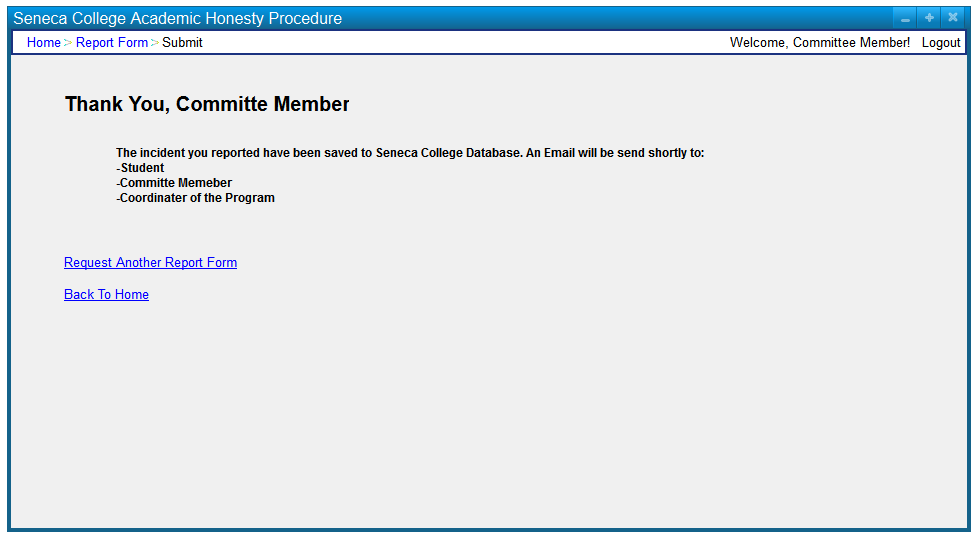 Seneca College Academic Honesty Procedure
Home > Report Form > Submit
Welcome, Committee Member! Logout
Thank You, Committe Member
The incident you reported have been saved to Seneca College Database. An Email will be send shortly to:
-Student
-Committe Memeber
-Coordinater of the Program
Request Another Report Form
Back To Home